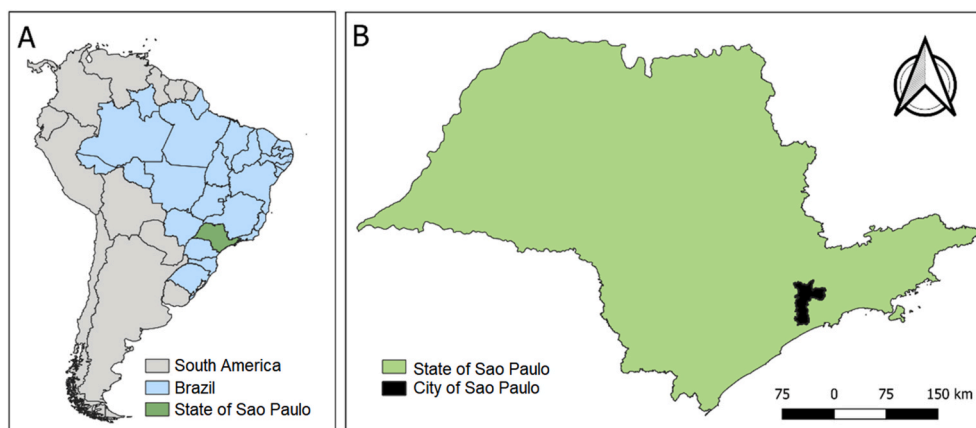 A
South America
Brazil
State of Sao Paulo
B
State of Sao Paulo
City of Sao Paulo
75 0 75 150 km